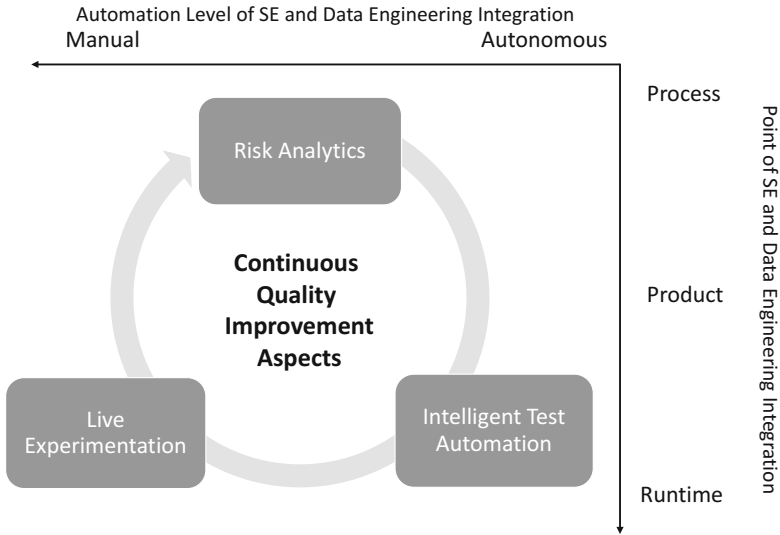 Automation Level of SE and Data Engineering Integration
Manual
Autonomous
Process
Risk Analytics
Continuous
Quality
Improvement
Aspects
Product
Point of SE and Data Engineering Integration
Live
Experimentation
Intelligent Test
Automation
Runtime